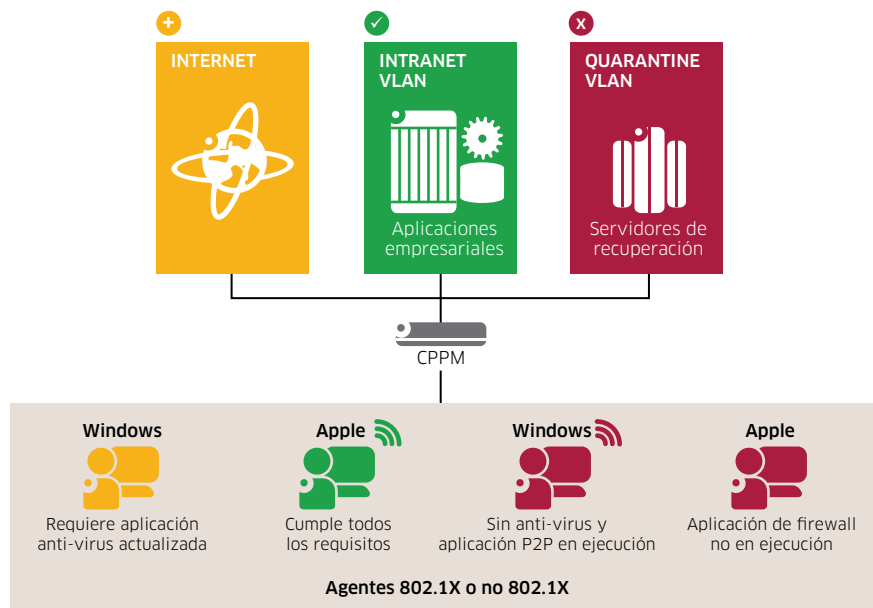 INTERNET
INTRANET
VLAN
Aplicaciones
empresariales
X
QUARANTINE
VLAN
Servidores de
recuperación
CPPM
Windows
Requiere aplicación
anti-virus actualizada
Apple
Cumple todos
los requisitos
Windows
Sin anti-virus y
aplicación P2P en ejecución
Apple
Aplicación de firewall
no en ejecución
Agentes 802.1X o no 802.1X